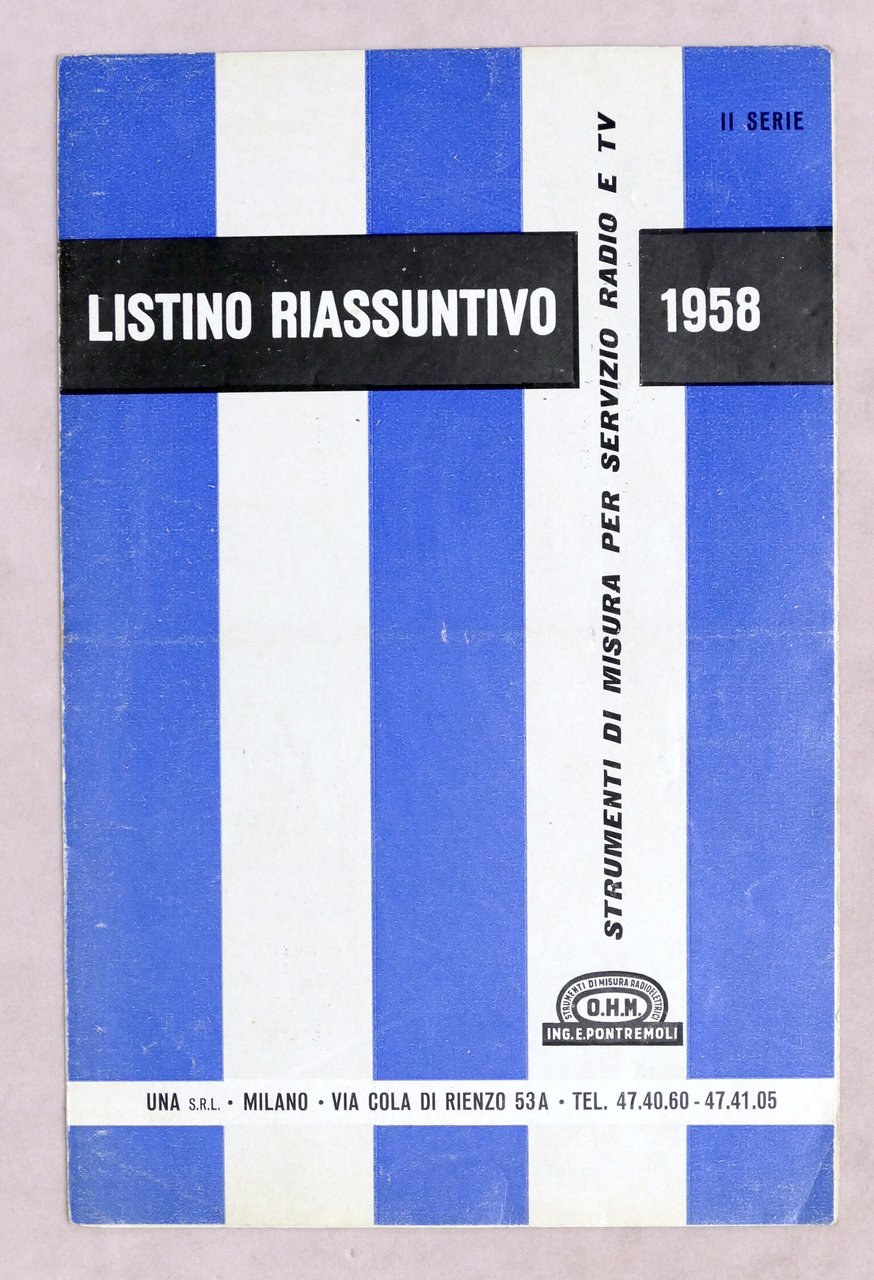 II SERIE
LISTINO RIASSUNTIVO 1958
STRUMENTI DI MISURA PER SERVIZIO RADIO E TV
STRUMENTI DI MISURA RADIOELETTRICI
O.H.M.
ING. E. PONTREMOLI
UNA S.R.L. • MILANO • VIA COLA DI RIENZO 53A • TEL. 47.40.60 - 47.41.05